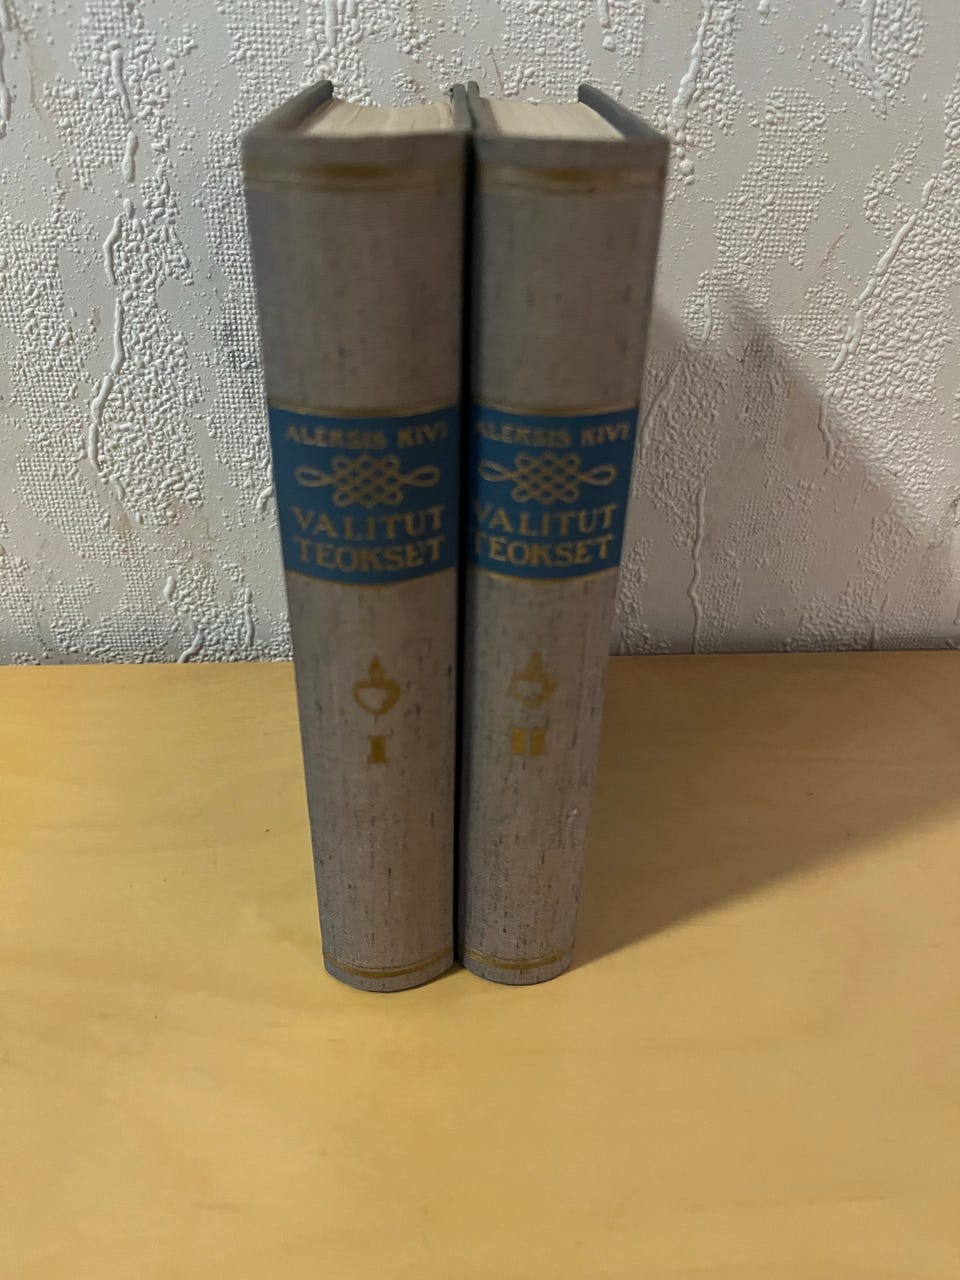 ALEKSIS KIVI
VALITUT
TEOKSET
I
ALEKSIS KIVI
VALITUT
TEOKSET
II